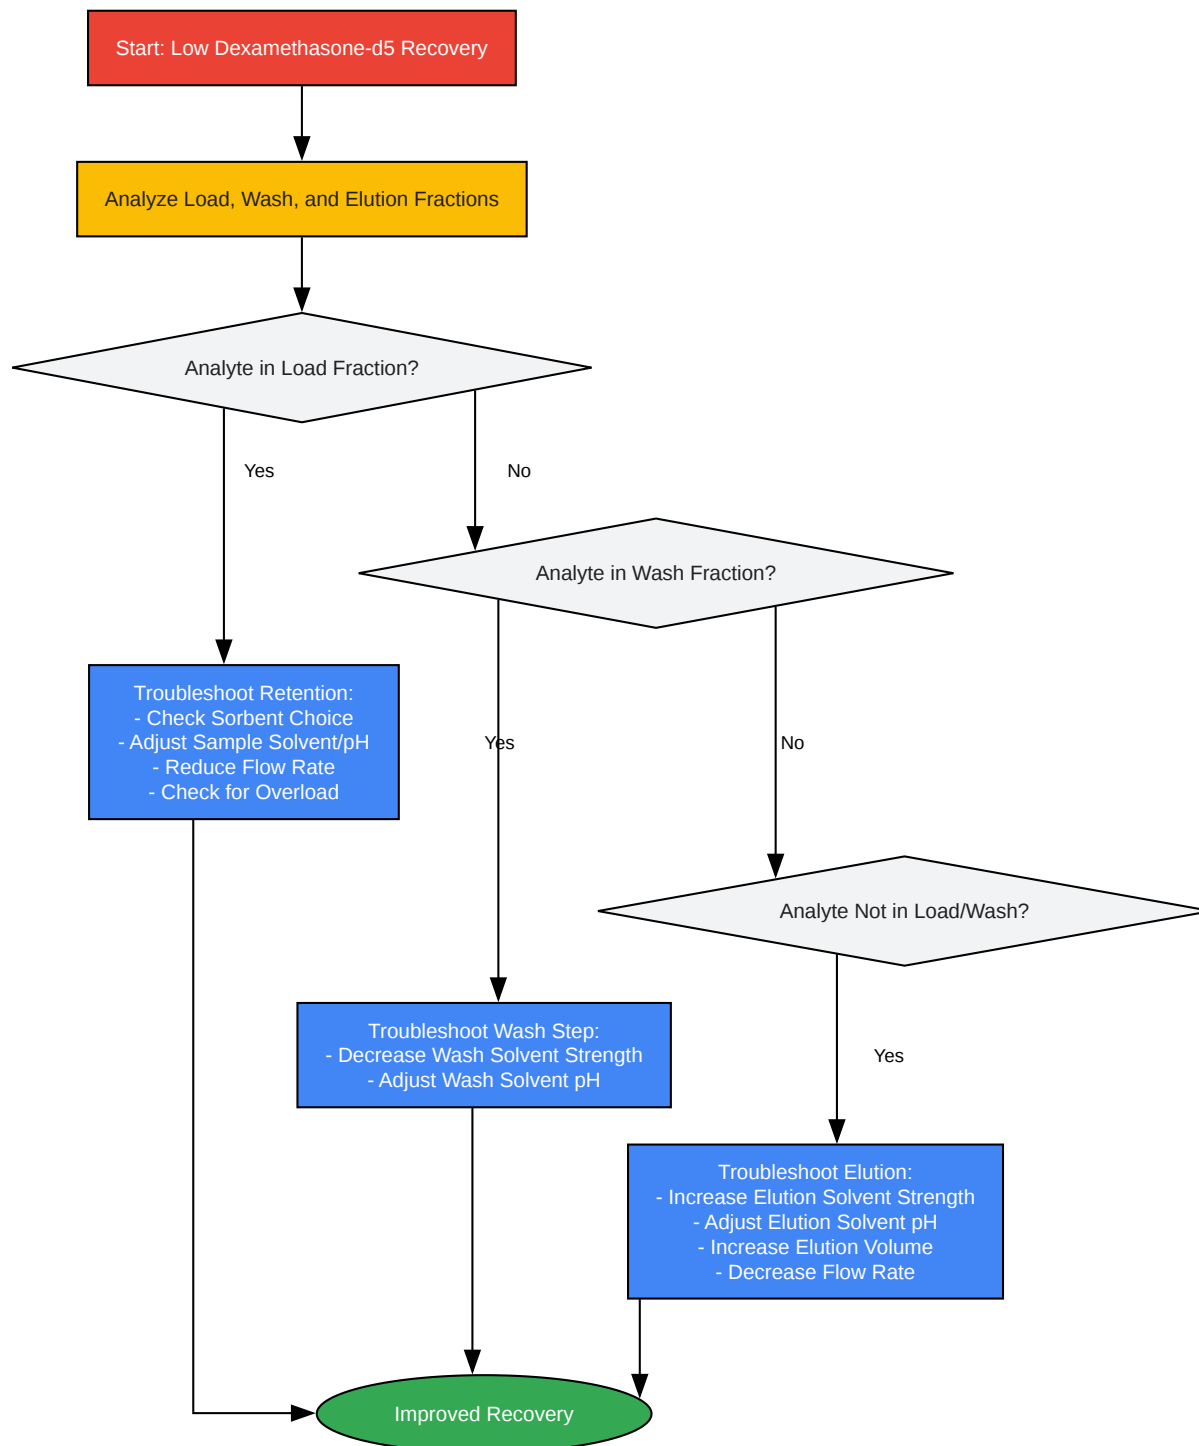 Start: Low Dexamethasone-d5 Recovery
Analyze Load, Wash, and Elution Fractions
Analyte in Load Fraction?
Yes
No
Analyte in Wash Fraction?
Troubleshoot Retention:
- Check Sorbent Choice
- Adjust Sample Solvent/pH
- Reduce Flow Rate
- Check for Overload
Yes
No
Analyte Not in Load/Wash?
Troubleshoot Wash Step:
- Decrease Wash Solvent Strength
- Adjust Wash Solvent pH
Yes
Troubleshoot Elution:
- Increase Elution Solvent Strength
- Adjust Elution Solvent pH
- Increase Elution Volume
- Decrease Flow Rate
Improved Recovery